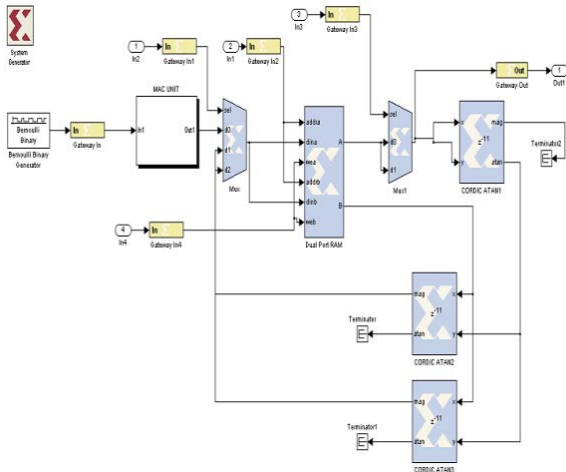 System
Generator
Bernoulli
Binary
Bernoulli Binary
Generator
In
Gateway In
MAC UNIT
In1
Out1
1
In2
In
Gateway In1
2
In1
In
Gateway In2
3
In3
In
Gateway In3
4
In4
In
Gateway In4
sel
d0
d1
d2
Mux
addra
dina
wea
addrb
dinb
web
A
B
Dual Port RAM
sel
d0
d1
Mux1
Out
Gateway Out
1
Out1
x
y
z-11
mag
atan
CORDIC ATAN1
Terminator2
mag
atan
x
y
z-11
CORDIC ATAN2
Terminator
mag
atan
x
y
z-11
CORDIC ATAN3
Terminator1